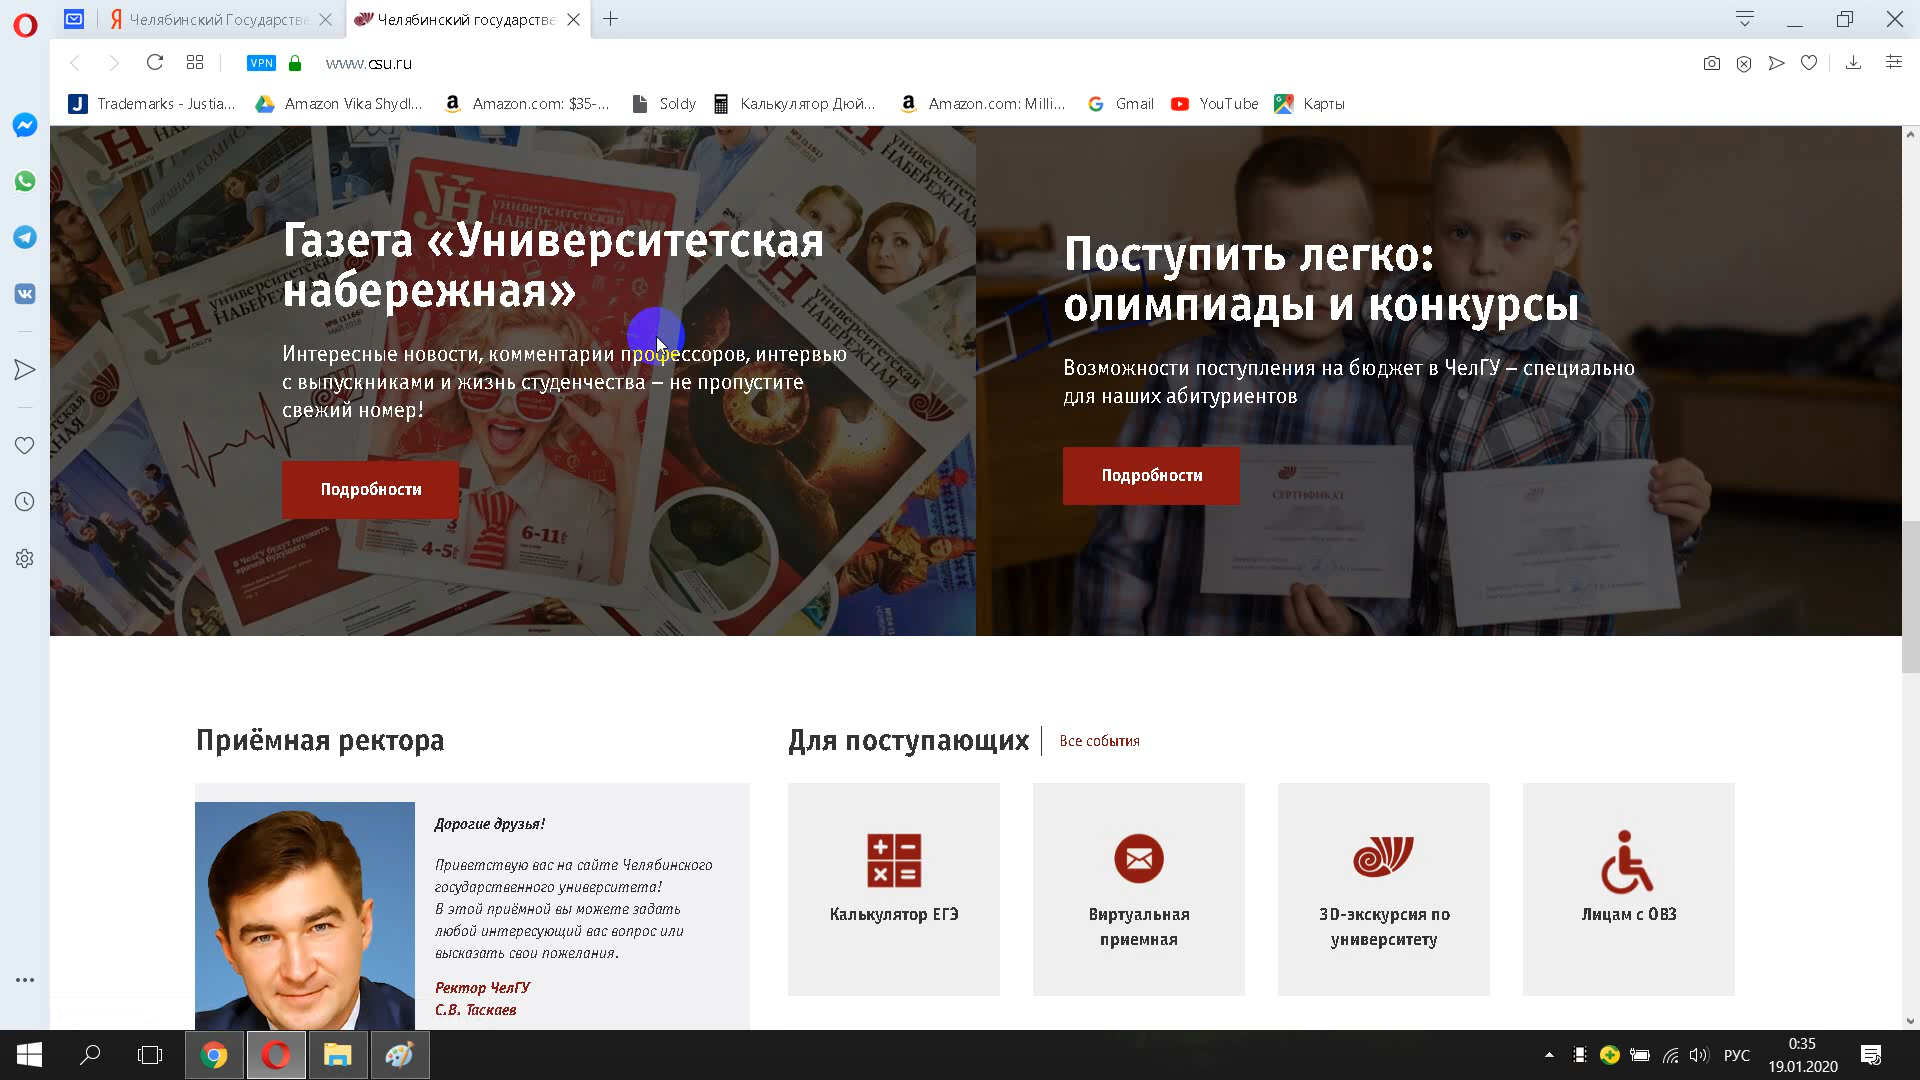 Челябинский Государстве
Челябинский государстве
VPN
www.csu.ru
Trademarks - Justia...
Amazon Vika Shydl...
Amazon.com: $35-...
Soldy
Калькулятор Дюй...
Amazon.com: Milli...
Gmail
YouTube
Карты
Газета «Университетская
набережная»
Интересные новости, комментарии профессоров, интервью
с выпускниками и жизнь студенчества – не пропустите
свежий номер!
Подробности
Поступить легко:
олимпиады и конкурсы
Возможности поступления на бюджет в ЧелГУ – специально
для наших абитуриентов
Подробности
СЕРТИФИКАТ
4-5
6-11
Приёмная ректора
Дорогие друзья!
Приветствую вас на сайте Челябинского
государственного университета!
В этой приёмной вы можете задать
любой интересующий вас вопрос или
высказать свои пожелания.
Ректор ЧелГУ
С.В. Таскаев
Для поступающих
Все события
Калькулятор ЕГЭ
Виртуальная
приемная
3D-экскурсия по
университету
Лицам с ОВЗ
РУС
0:35
19.01.2020